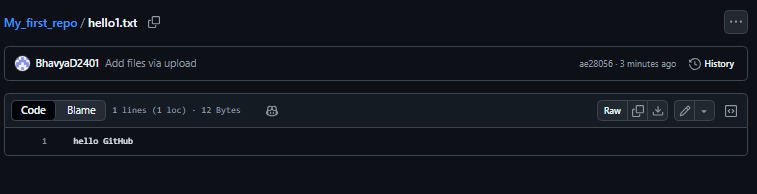 My_first_repo / hello1.txt
BhavyaD2401 Add files via upload ae28056 · 3 minutes ago History
Code Blame 1 lines (1 loc) · 12 Bytes Raw
1 hello GitHub